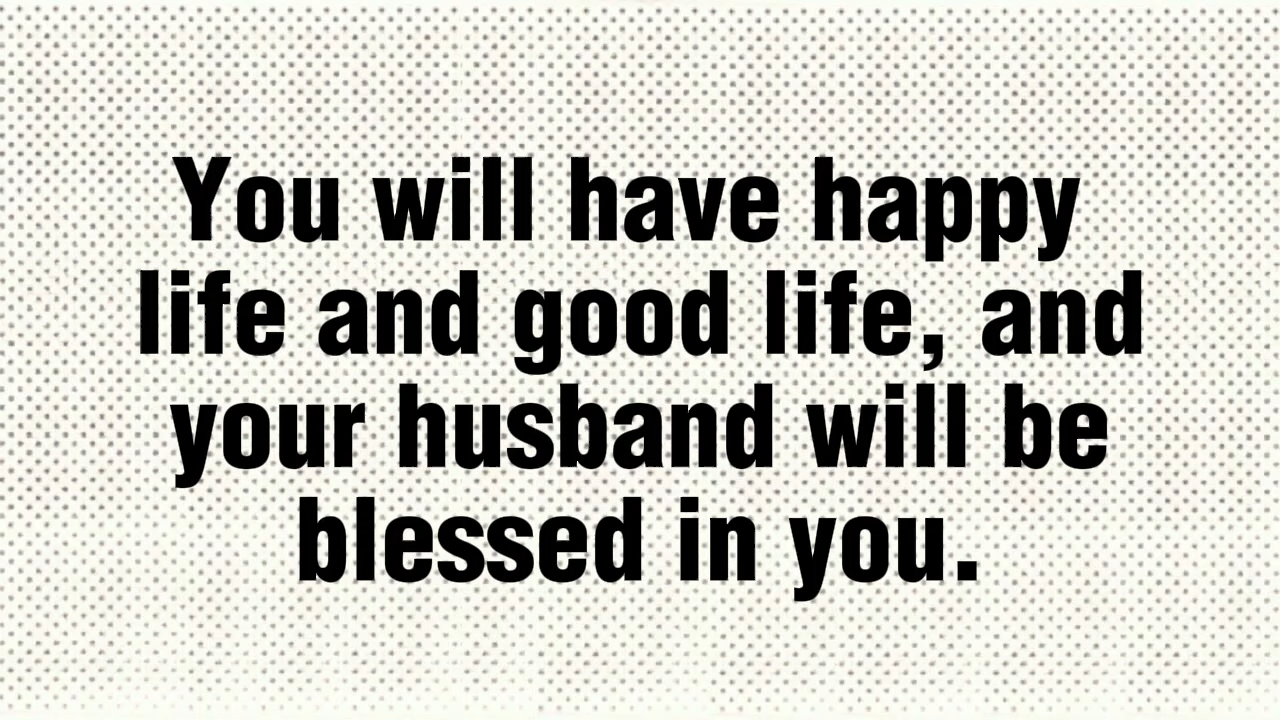 You will have happy
life and good life, and
your husband will be
blessed in you.